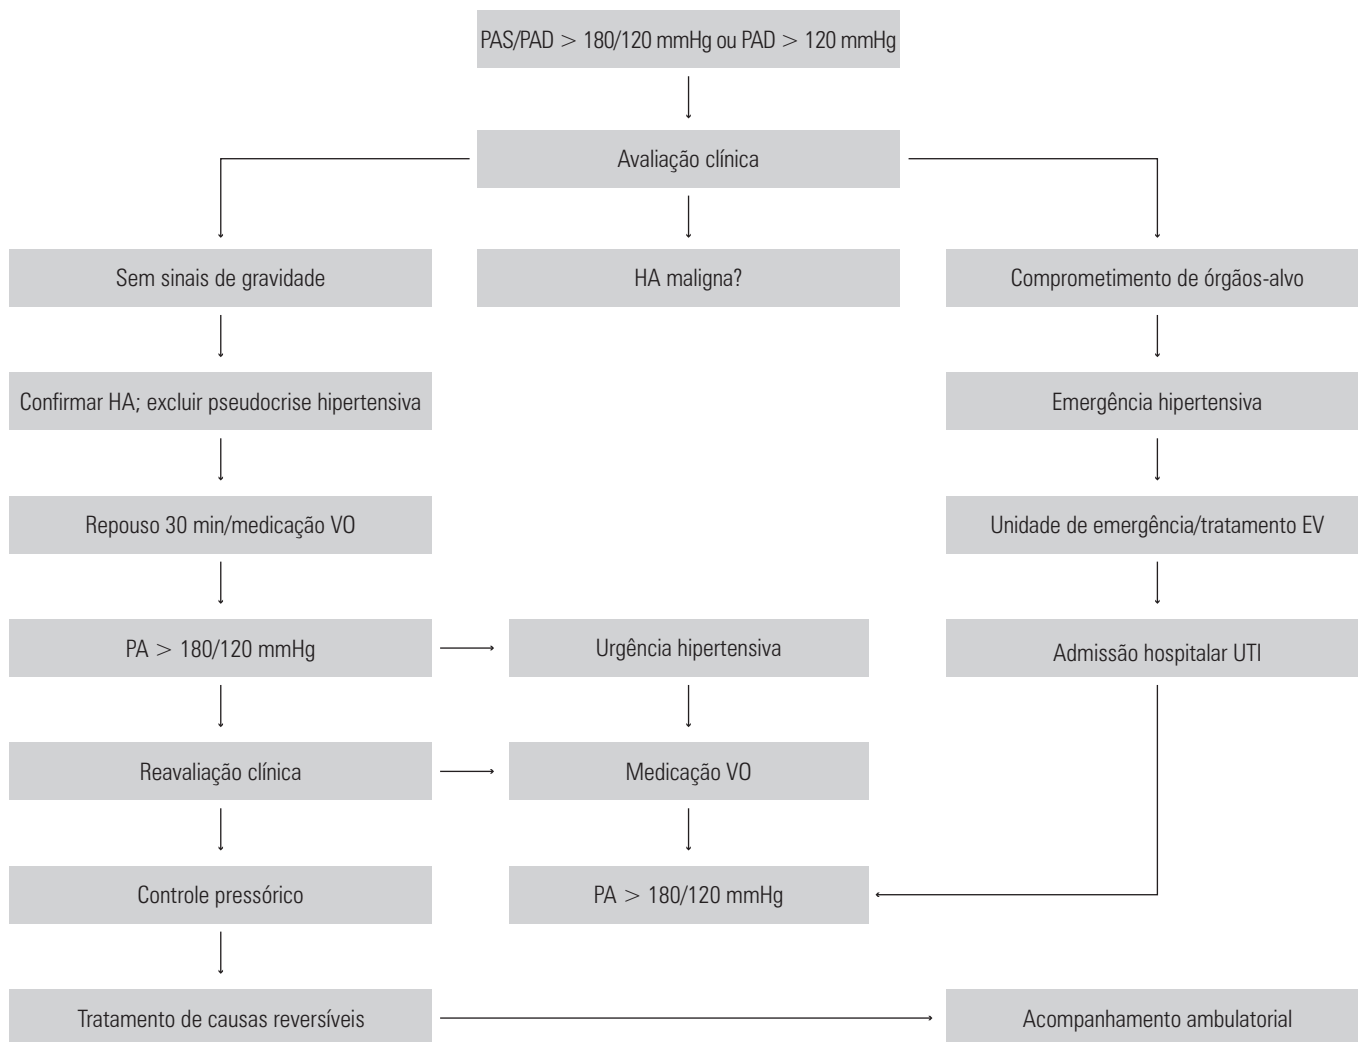 PAS/PAD > 180/120 mmHg ou PAD > 120 mmHg
Avaliação clínica
Sem sinais de gravidade
HA maligna?
Comprometimento de órgãos-alvo
Confirmar HA; excluir pseudocrise hipertensiva
Emergência hipertensiva
Repouso 30 min/medicação VO
Unidade de emergência/tratamento EV
PA > 180/120 mmHg
Urgência hipertensiva
Admissão hospitalar UTI
Reavaliação clínica
Medicação VO
Controle pressórico
PA > 180/120 mmHg
Tratamento de causas reversíveis
Acompanhamento ambulatorial